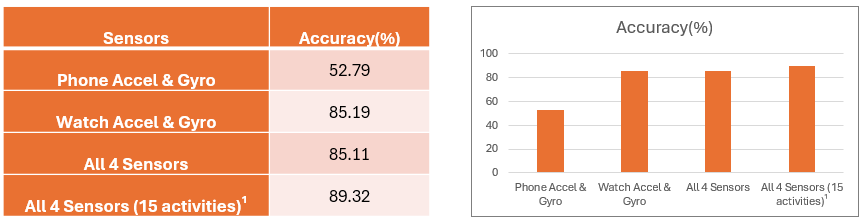 Sensors Accuracy(%)
Phone Accel & Gyro 52.79
Watch Accel & Gyro 85.19
All 4 Sensors 85.11
All 4 Sensors (15 activities)¹ 89.32
Accuracy(%)
100
80
60
40
20
0
Phone Accel &
Gyro
Watch Accel &
Gyro
All 4 Sensors
All 4 Sensors (15
activities)¹